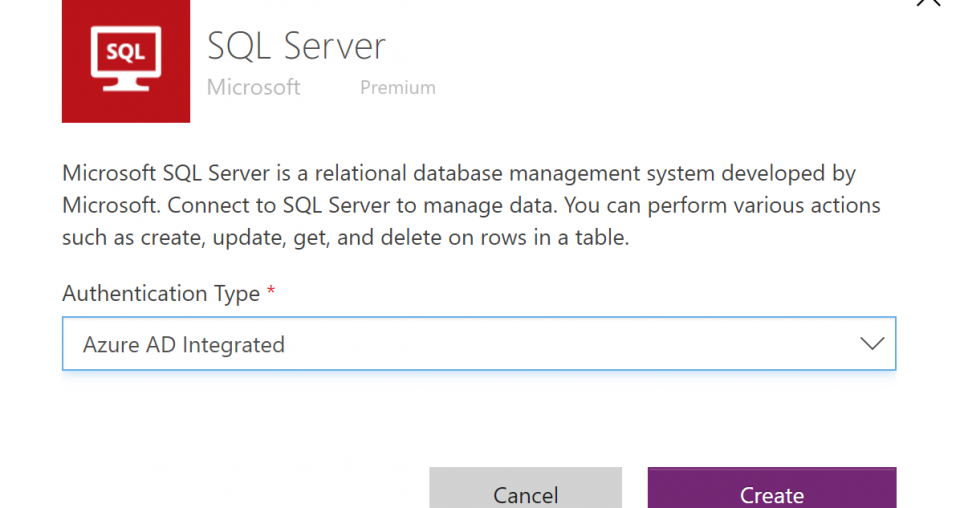 SQL
SQL Server
Microsoft Premium
Microsoft SQL Server is a relational database management system developed by
Microsoft. Connect to SQL Server to manage data. You can perform various actions
such as create, update, get, and delete on rows in a table.
Authentication Type *
Azure AD Integrated
Cancel Create